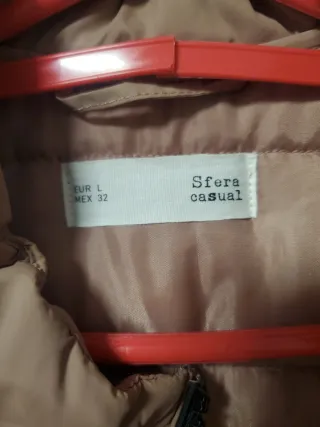 EUR L
MEX 32
Sfera
casual